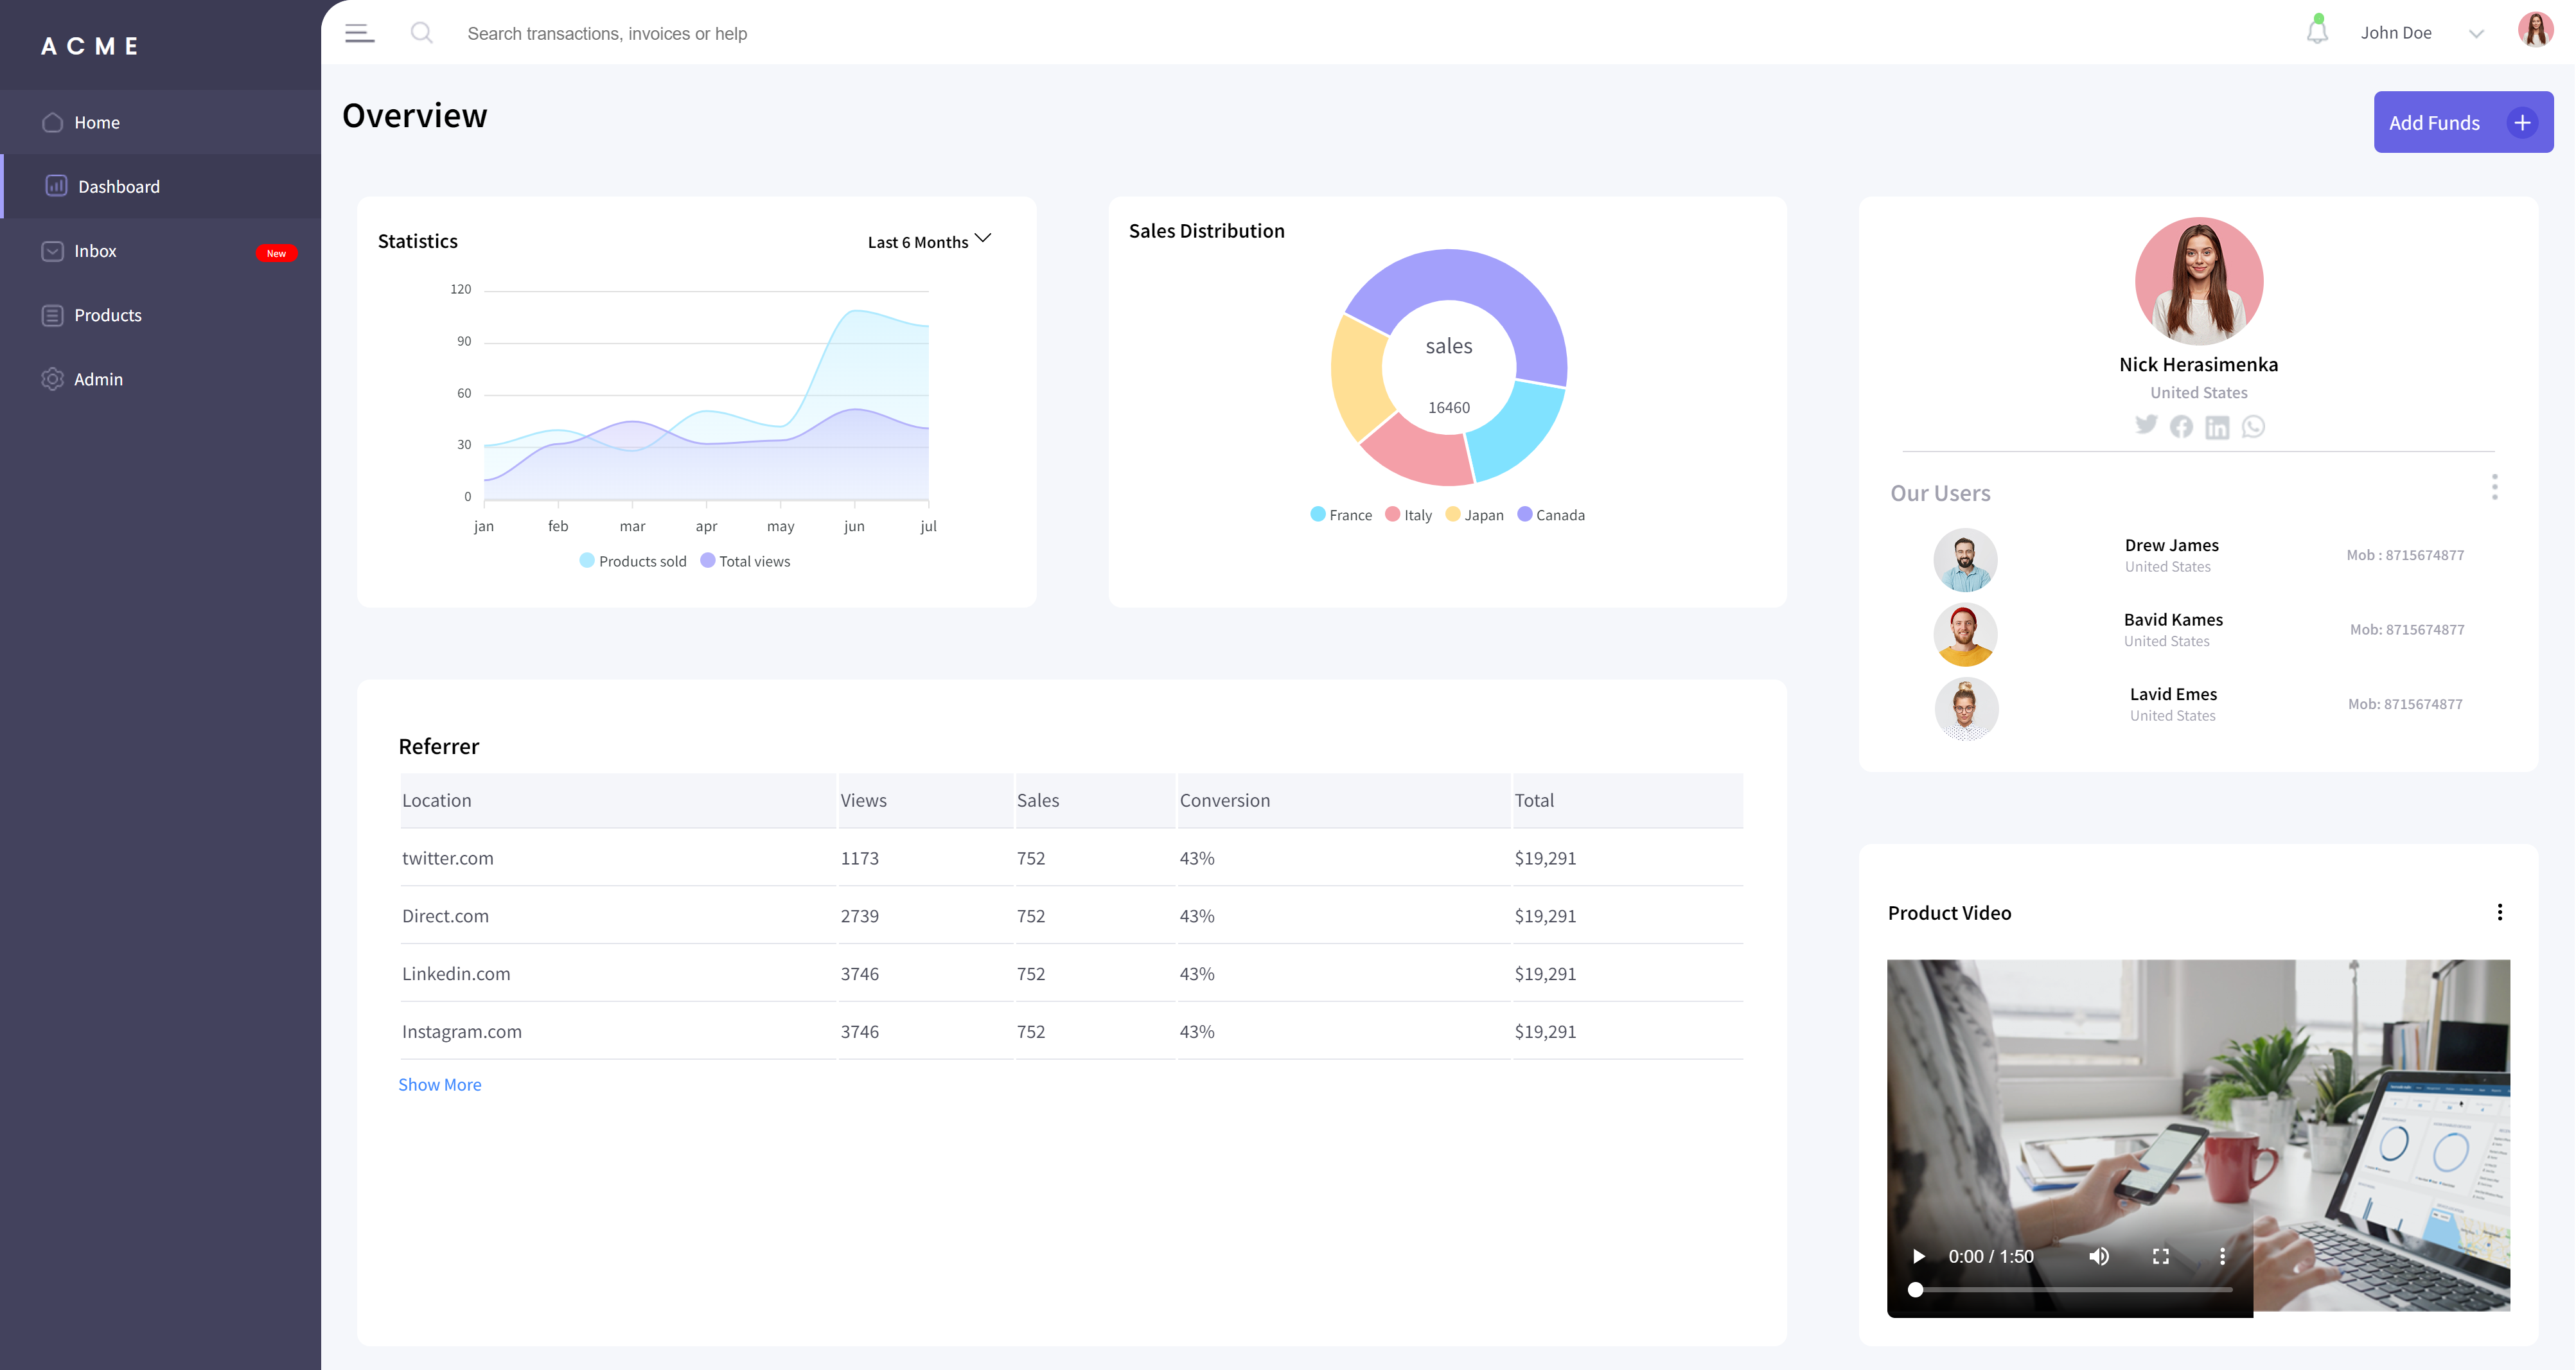 ACME
Home
Dashboard
Inbox New
Products
Admin
Search transactions, invoices or help
John Doe
Overview
Add Funds
Statistics
Last 6 Months
120
90
60
30
0
jan feb mar apr may jun jul
Products sold Total views
Sales Distribution
sales
16460
France Italy Japan Canada
Nick Herasimenka
United States
Our Users
Drew James
United States
Mob : 8715674877
Bavid Kames
United States
Mob: 8715674877
Lavid Emes
United States
Mob: 8715674877
Referrer
Location Views Sales Conversion Total
twitter.com 1173 752 43% $19,291
Direct.com 2739 752 43% $19,291
Linkedin.com 3746 752 43% $19,291
Instagram.com 3746 752 43% $19,291
Show More
Product Video
0:00 / 1:50